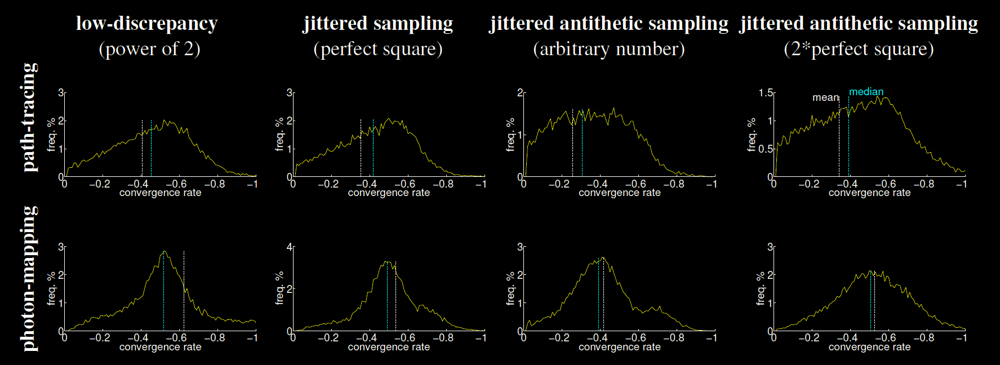 low-discrepancy
(power of 2)
jittered sampling
(perfect square)
jittered antithetic sampling
(arbitrary number)
jittered antithetic sampling
(2*perfect square)
path-tracing
3
2
1
0
freq. %
0 −0.2 −0.4 −0.6 −0.8 −1
convergence rate
3
2
1
0
freq. %
0 −0.2 −0.4 −0.6 −0.8 −1
convergence rate
2
1
0
freq. %
0 −0.2 −0.4 −0.6 −0.8 −1
convergence rate
1.5
1
0.5
0
freq. %
mean
median
0 −0.2 −0.4 −0.6 −0.8 −1
convergence rate
photon-mapping
3
2
1
0
freq. %
0 −0.2 −0.4 −0.6 −0.8 −1
convergence rate
4
2
0
freq. %
0 −0.2 −0.4 −0.6 −0.8 −1
convergence rate
3
2
1
0
freq. %
0 −0.2 −0.4 −0.6 −0.8 −1
convergence rate
3
2
1
0
freq. %
0 −0.2 −0.4 −0.6 −0.8 −1
convergence rate